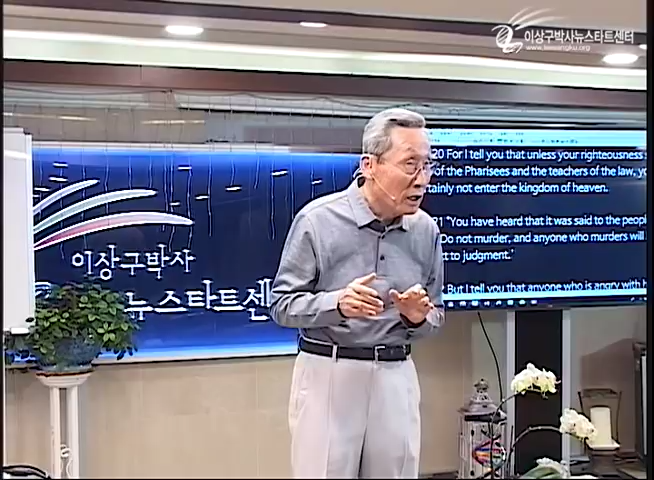 이상구박사뉴스타트센터
20 For I tell you that unless your righteousness
of the Pharisees and the teachers of the law,
tainly not enter the kingdom of heaven.
21 "You have heard that it was said to the
Do not murder, and anyone who murders will
to judgment.'
But I tell you that anyone who is angry with
이상구박사
뉴스타트센